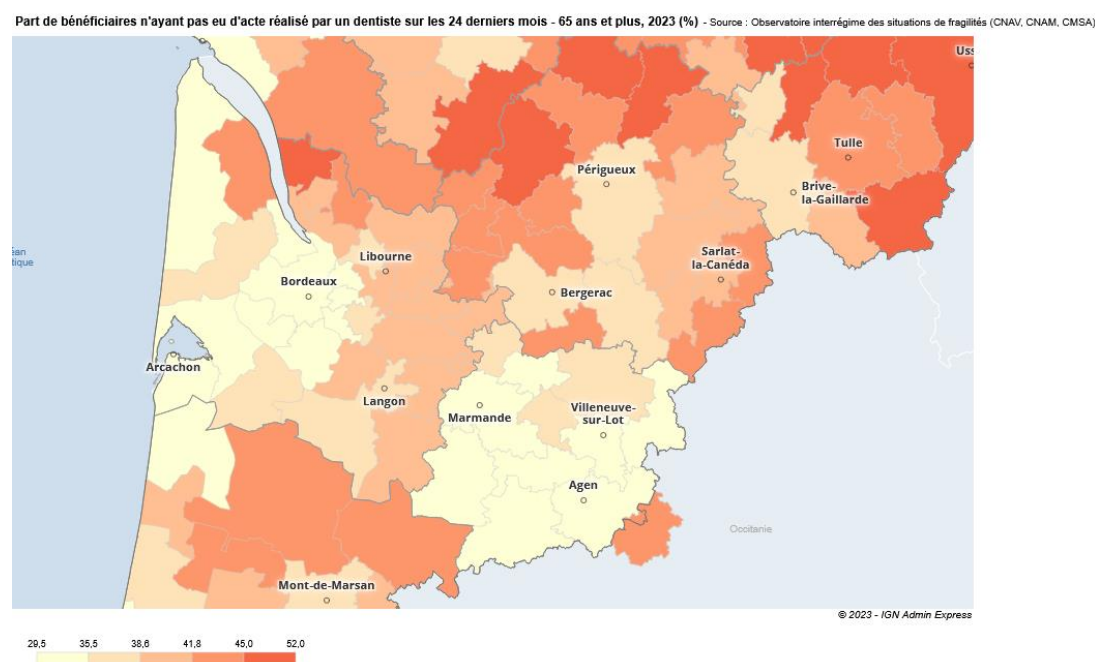 Part de bénéficiaires n'ayant pas eu d'acte réalisé par un dentiste sur les 24 derniers mois - 65 ans et plus, 2023 (%) - Source : Observatoire interrégime des situations de fragilités (CNAV, CNAM, CMSA)
Uss
Tulle
Périgueux
Brive-
la-Gaillarde
Libourne
Sarlat-
la-Canéda
Bordeaux
Bergerac
Arcachon
Langon
Marmande
Villeneuve-
sur-Lot
Agen
Occitanie
Mont-de-Marsan
© 2023 - IGN Admin Express
29,5 35,5 38,6 41,8 45,0 52,0